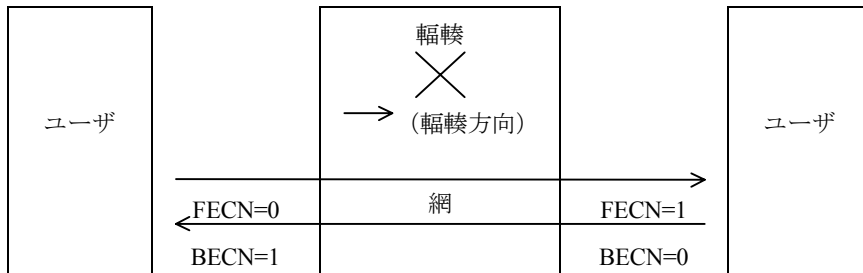 輻輳
ユーザ
(輻輳方向)
ユーザ
FECN=0
網
FECN=1
BECN=1
BECN=0